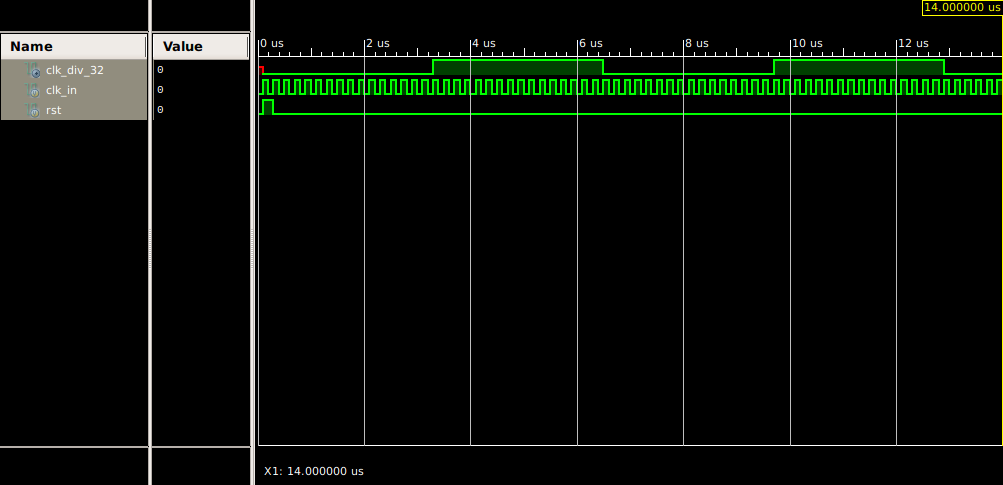 14.000000 us
Name Value
0 us 2 us 4 us 6 us 8 us 10 us 12 us
clk_div_32 0
clk_in 0
rst 0
X1: 14.000000 us